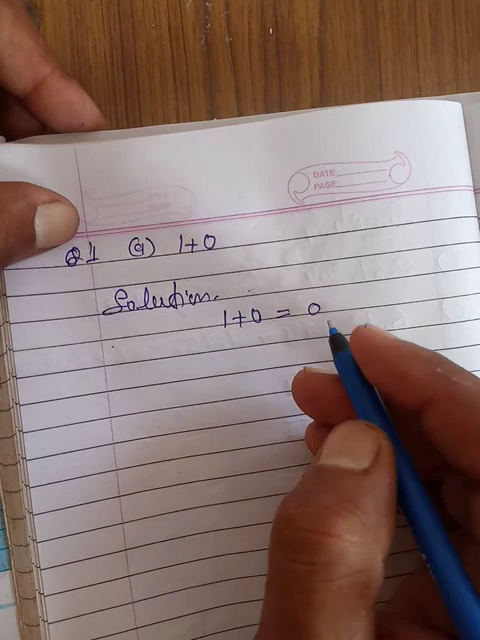 DATE
PAGE
Q1 (a) 1+0
Solution.
1+0 = 0